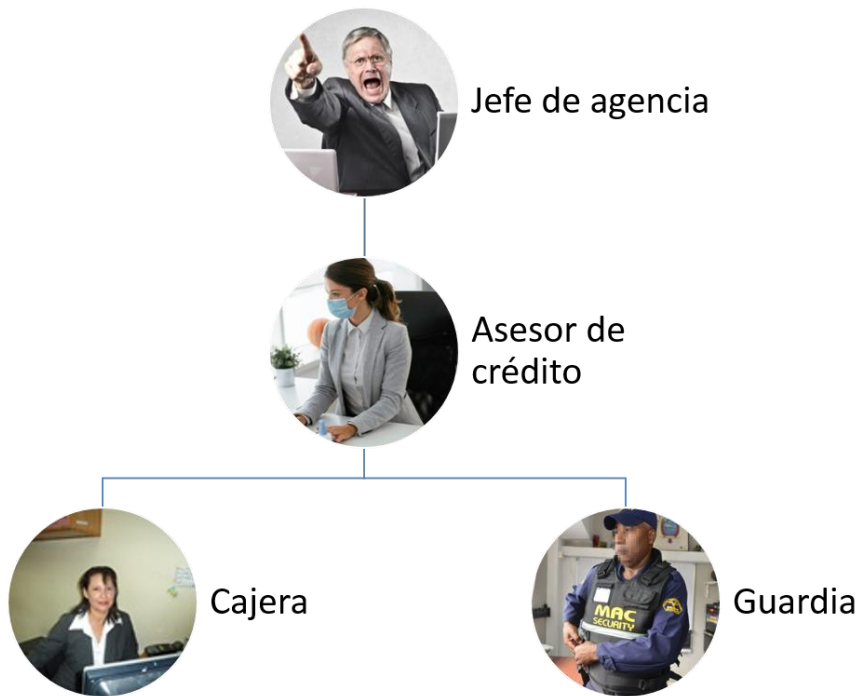 Jefe de agencia
Asesor de
crédito
Cajera
Guardia
MAC
SECURITY